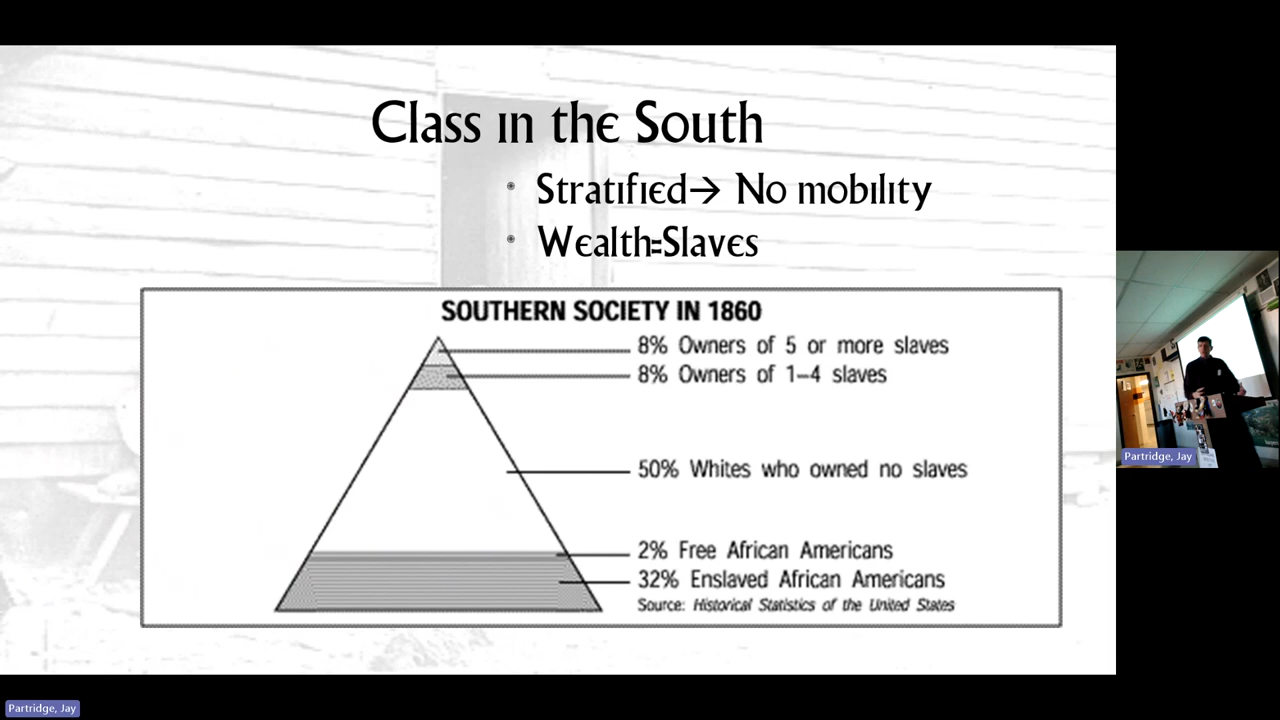 Class in the South
Stratified→ No mobility
Wealth=Slaves
SOUTHERN SOCIETY IN 1860
8% Owners of 5 or more slaves
8% Owners of 1–4 slaves
50% Whites who owned no slaves
2% Free African Americans
32% Enslaved African Americans
Source: Historical Statistics of the United States
Partridge, Jay
Partridge, Jay